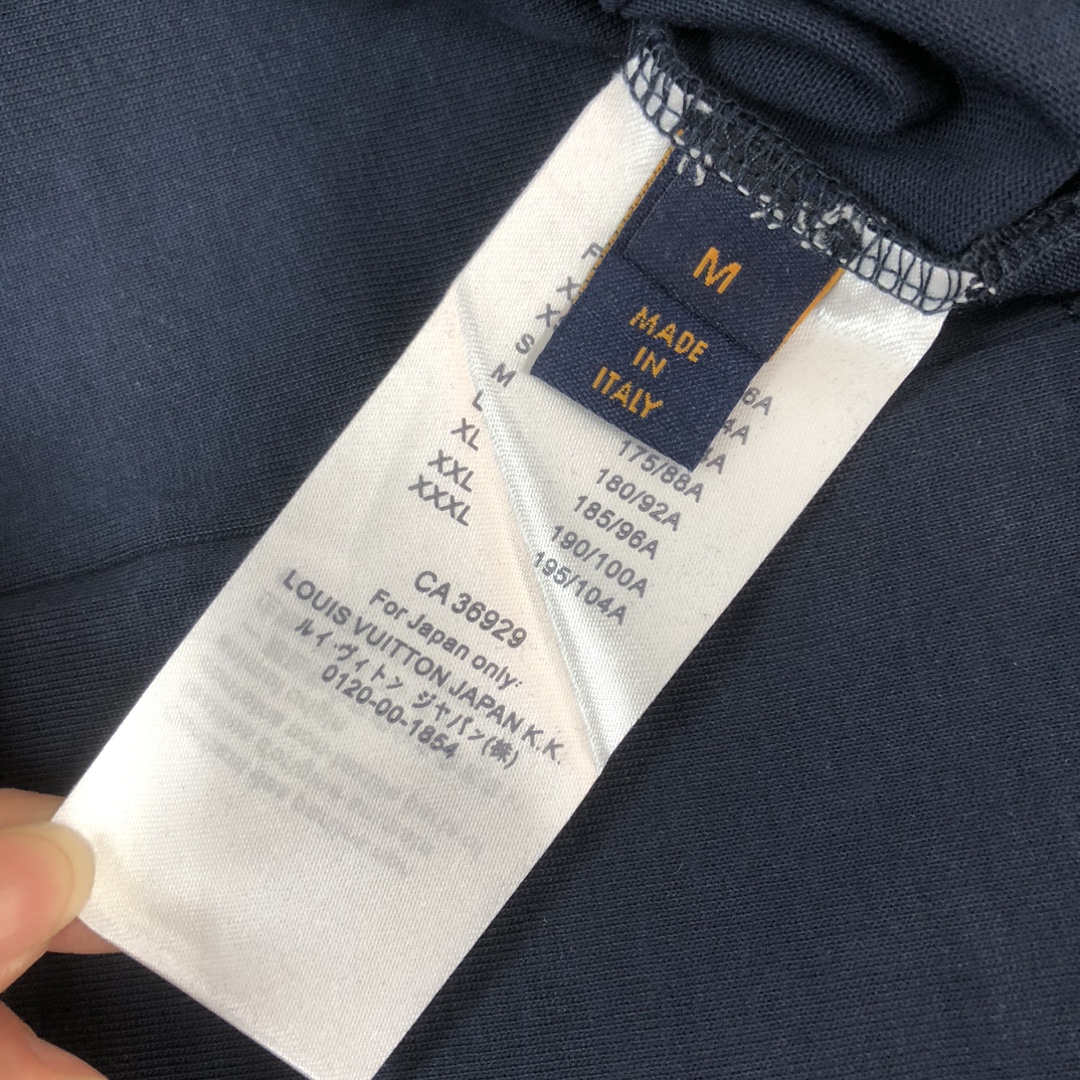 M
MADE
IN
ITALY
S
M
L
XL 175/88A
XXL 180/92A
XXXL 185/96A
190/100A
195/104A
CA 36929
For Japan only:
LOUIS VUITTON JAPAN K.K.
ルイ・ヴィトン ジャパン(株)
0120-00-1854